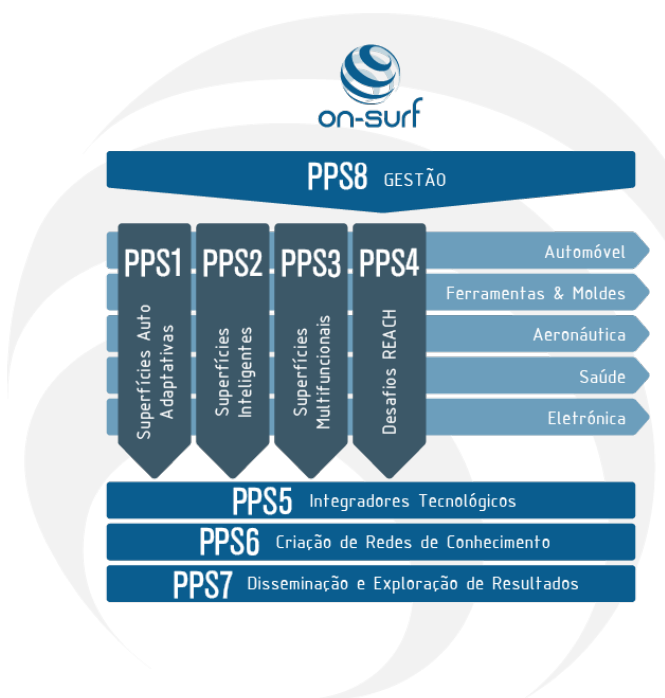 on-surf
PPS8 GESTÃO
PPS1
Superfícies Auto
Adaptativas
PPS2
Superfícies
Inteligentes
PPS3
Superfícies
Multifuncionais
PPS4
Desafios REACH
Automóvel
Ferramentas & Moldes
Aeronáutica
Saúde
Eletrónica
PPS5 Integradores Tecnológicos
PPS6 Criação de Redes de Conhecimento
PPS7 Disseminação e Exploração de Resultados